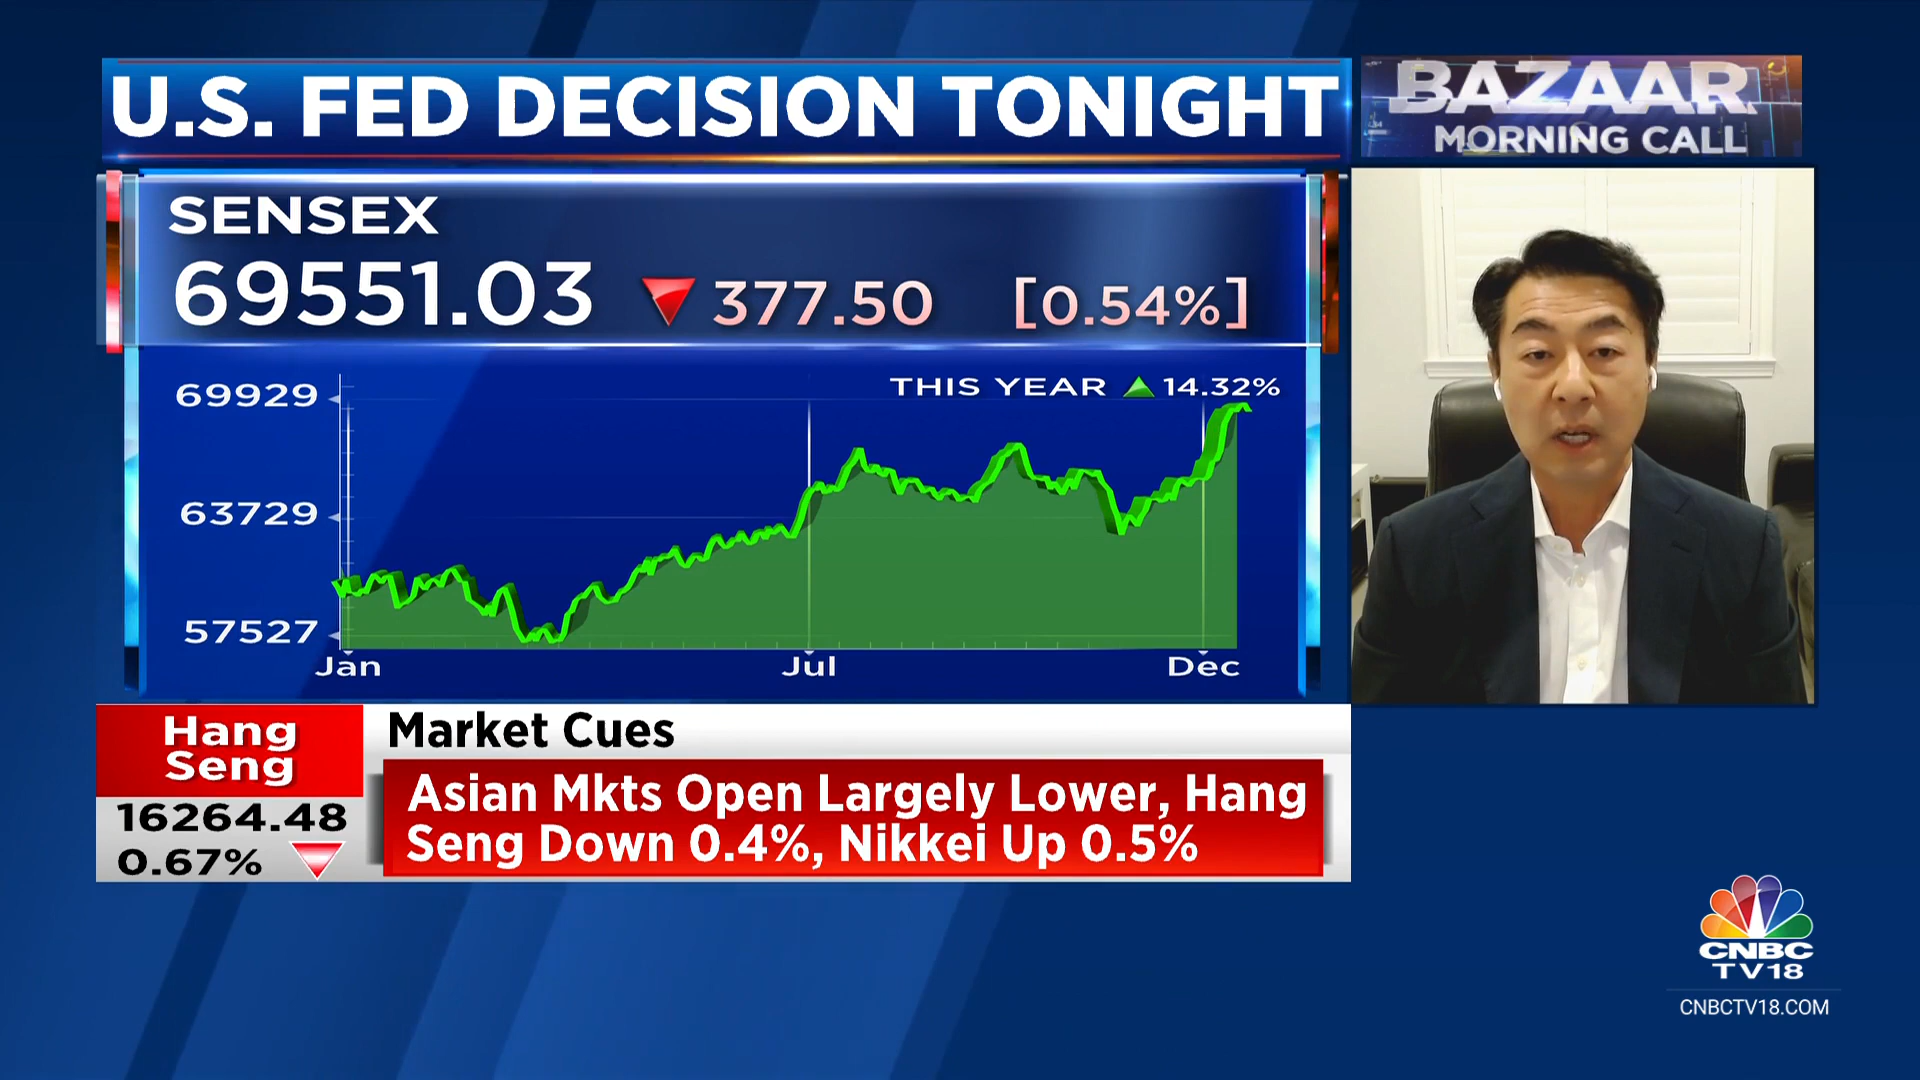 U.S. FED DECISION TONIGHT
BAZAAR
MORNING CALL
SENSEX
69551.03 ▼ 377.50 [0.54%]
THIS YEAR ▲ 14.32%
69929
63729
57527
Jan Jul Dec
Hang
Seng
16264.48
0.67% ▼
Market Cues
Asian Mkts Open Largely Lower, Hang
Seng Down 0.4%, Nikkei Up 0.5%
CNBC
TV18
CNBCTV18.COM